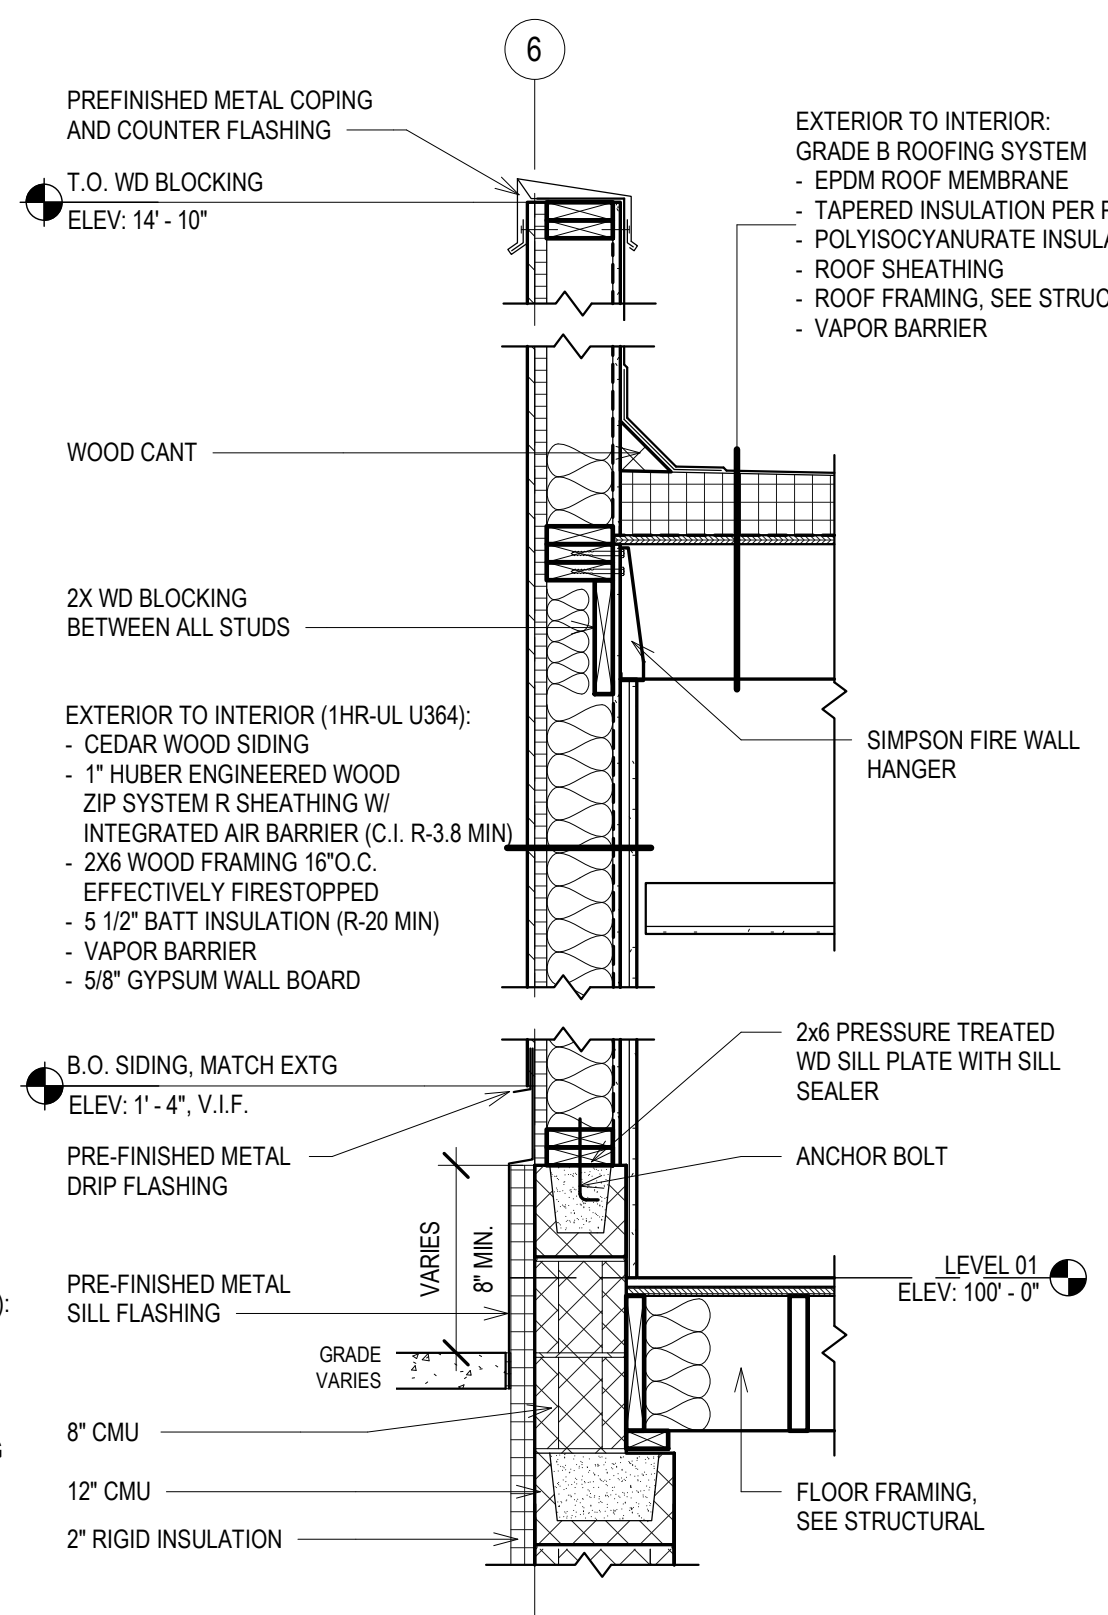 6
PREFINISHED METAL COPING
AND COUNTER FLASHING
T.O. WD BLOCKING
ELEV: 14' - 10"
EXTERIOR TO INTERIOR:
GRADE B ROOFING SYSTEM
- EPDM ROOF MEMBRANE
- TAPERED INSULATION PER
- POLYISOCYANURATE
- ROOF SHEATHING
- ROOF FRAMING, SEE
- VAPOR BARRIER
WOOD CANT
2X WD BLOCKING
BETWEEN ALL STUDS
EXTERIOR TO INTERIOR (1HR-UL U364):
- CEDAR WOOD SIDING
- 1" HUBER ENGINEERED WOOD
ZIP SYSTEM R SHEATHING W/
INTEGRATED AIR BARRIER (C.I. R-3.8 MIN)
- 2X6 WOOD FRAMING 16"O.C.
EFFECTIVELY FIRESTOPPED
- 5 1/2" BATT INSULATION (R-20 MIN)
- VAPOR BARRIER
- 5/8" GYPSUM WALL BOARD
SIMPSON FIRE WALL
HANGER
B.O. SIDING, MATCH EXTG
ELEV: 1' - 4", V.I.F.
2x6 PRESSURE TREATED
WD SILL PLATE WITH SILL
SEALER
PRE-FINISHED METAL
DRIP FLASHING
ANCHOR BOLT
VARIES
8" MIN.
LEVEL 01
ELEV: 100' - 0"
PRE-FINISHED METAL
SILL FLASHING
):
GRADE
VARIES
8" CMU
12" CMU
2" RIGID INSULATION
FLOOR FRAMING,
SEE STRUCTURAL